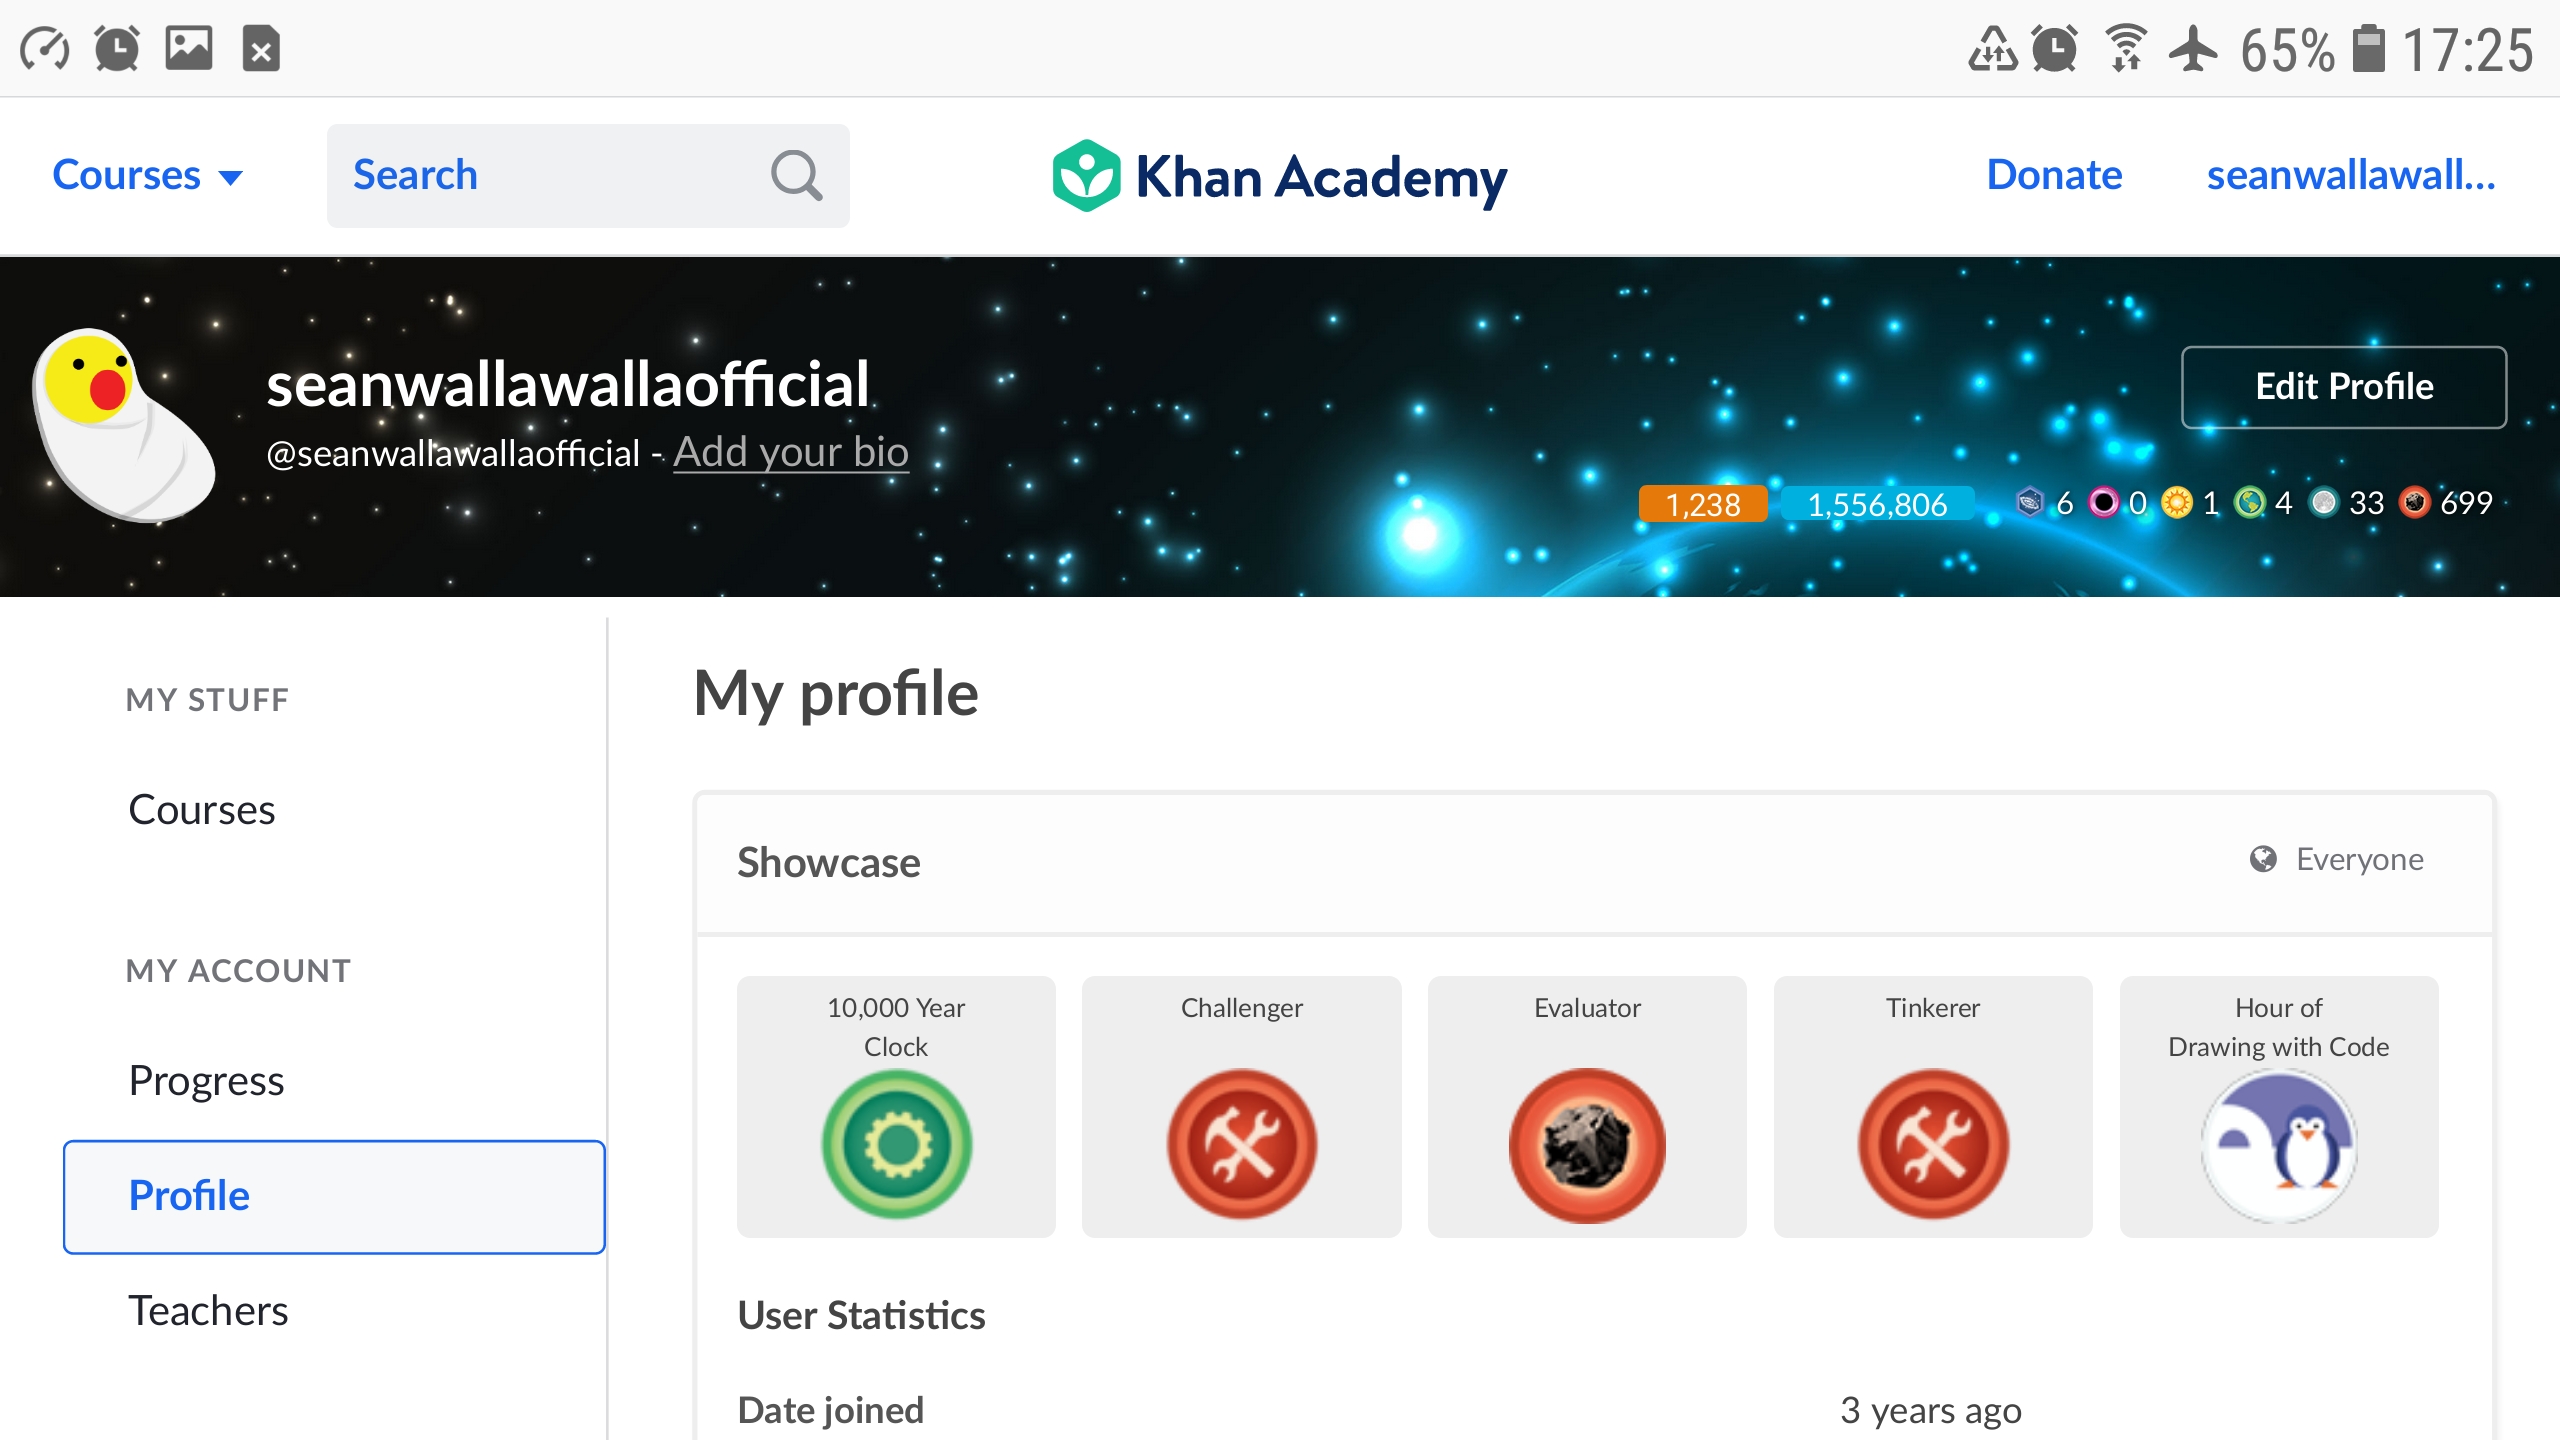 65% 17:25
Courses Search Khan Academy Donate seanwallawall...
seanwallawallaofficial
Edit Profile
@seanwallawallaofficial - Add your bio
1,238 1,556,806 6 0 1 4 33 699
MY STUFF
Courses
MY ACCOUNT
Progress
Profile
Teachers
My profile
Showcase Everyone
10,000 Year
Clock
Challenger
Evaluator
Tinkerer
Hour of
Drawing with Code
User Statistics
Date joined 3 years ago